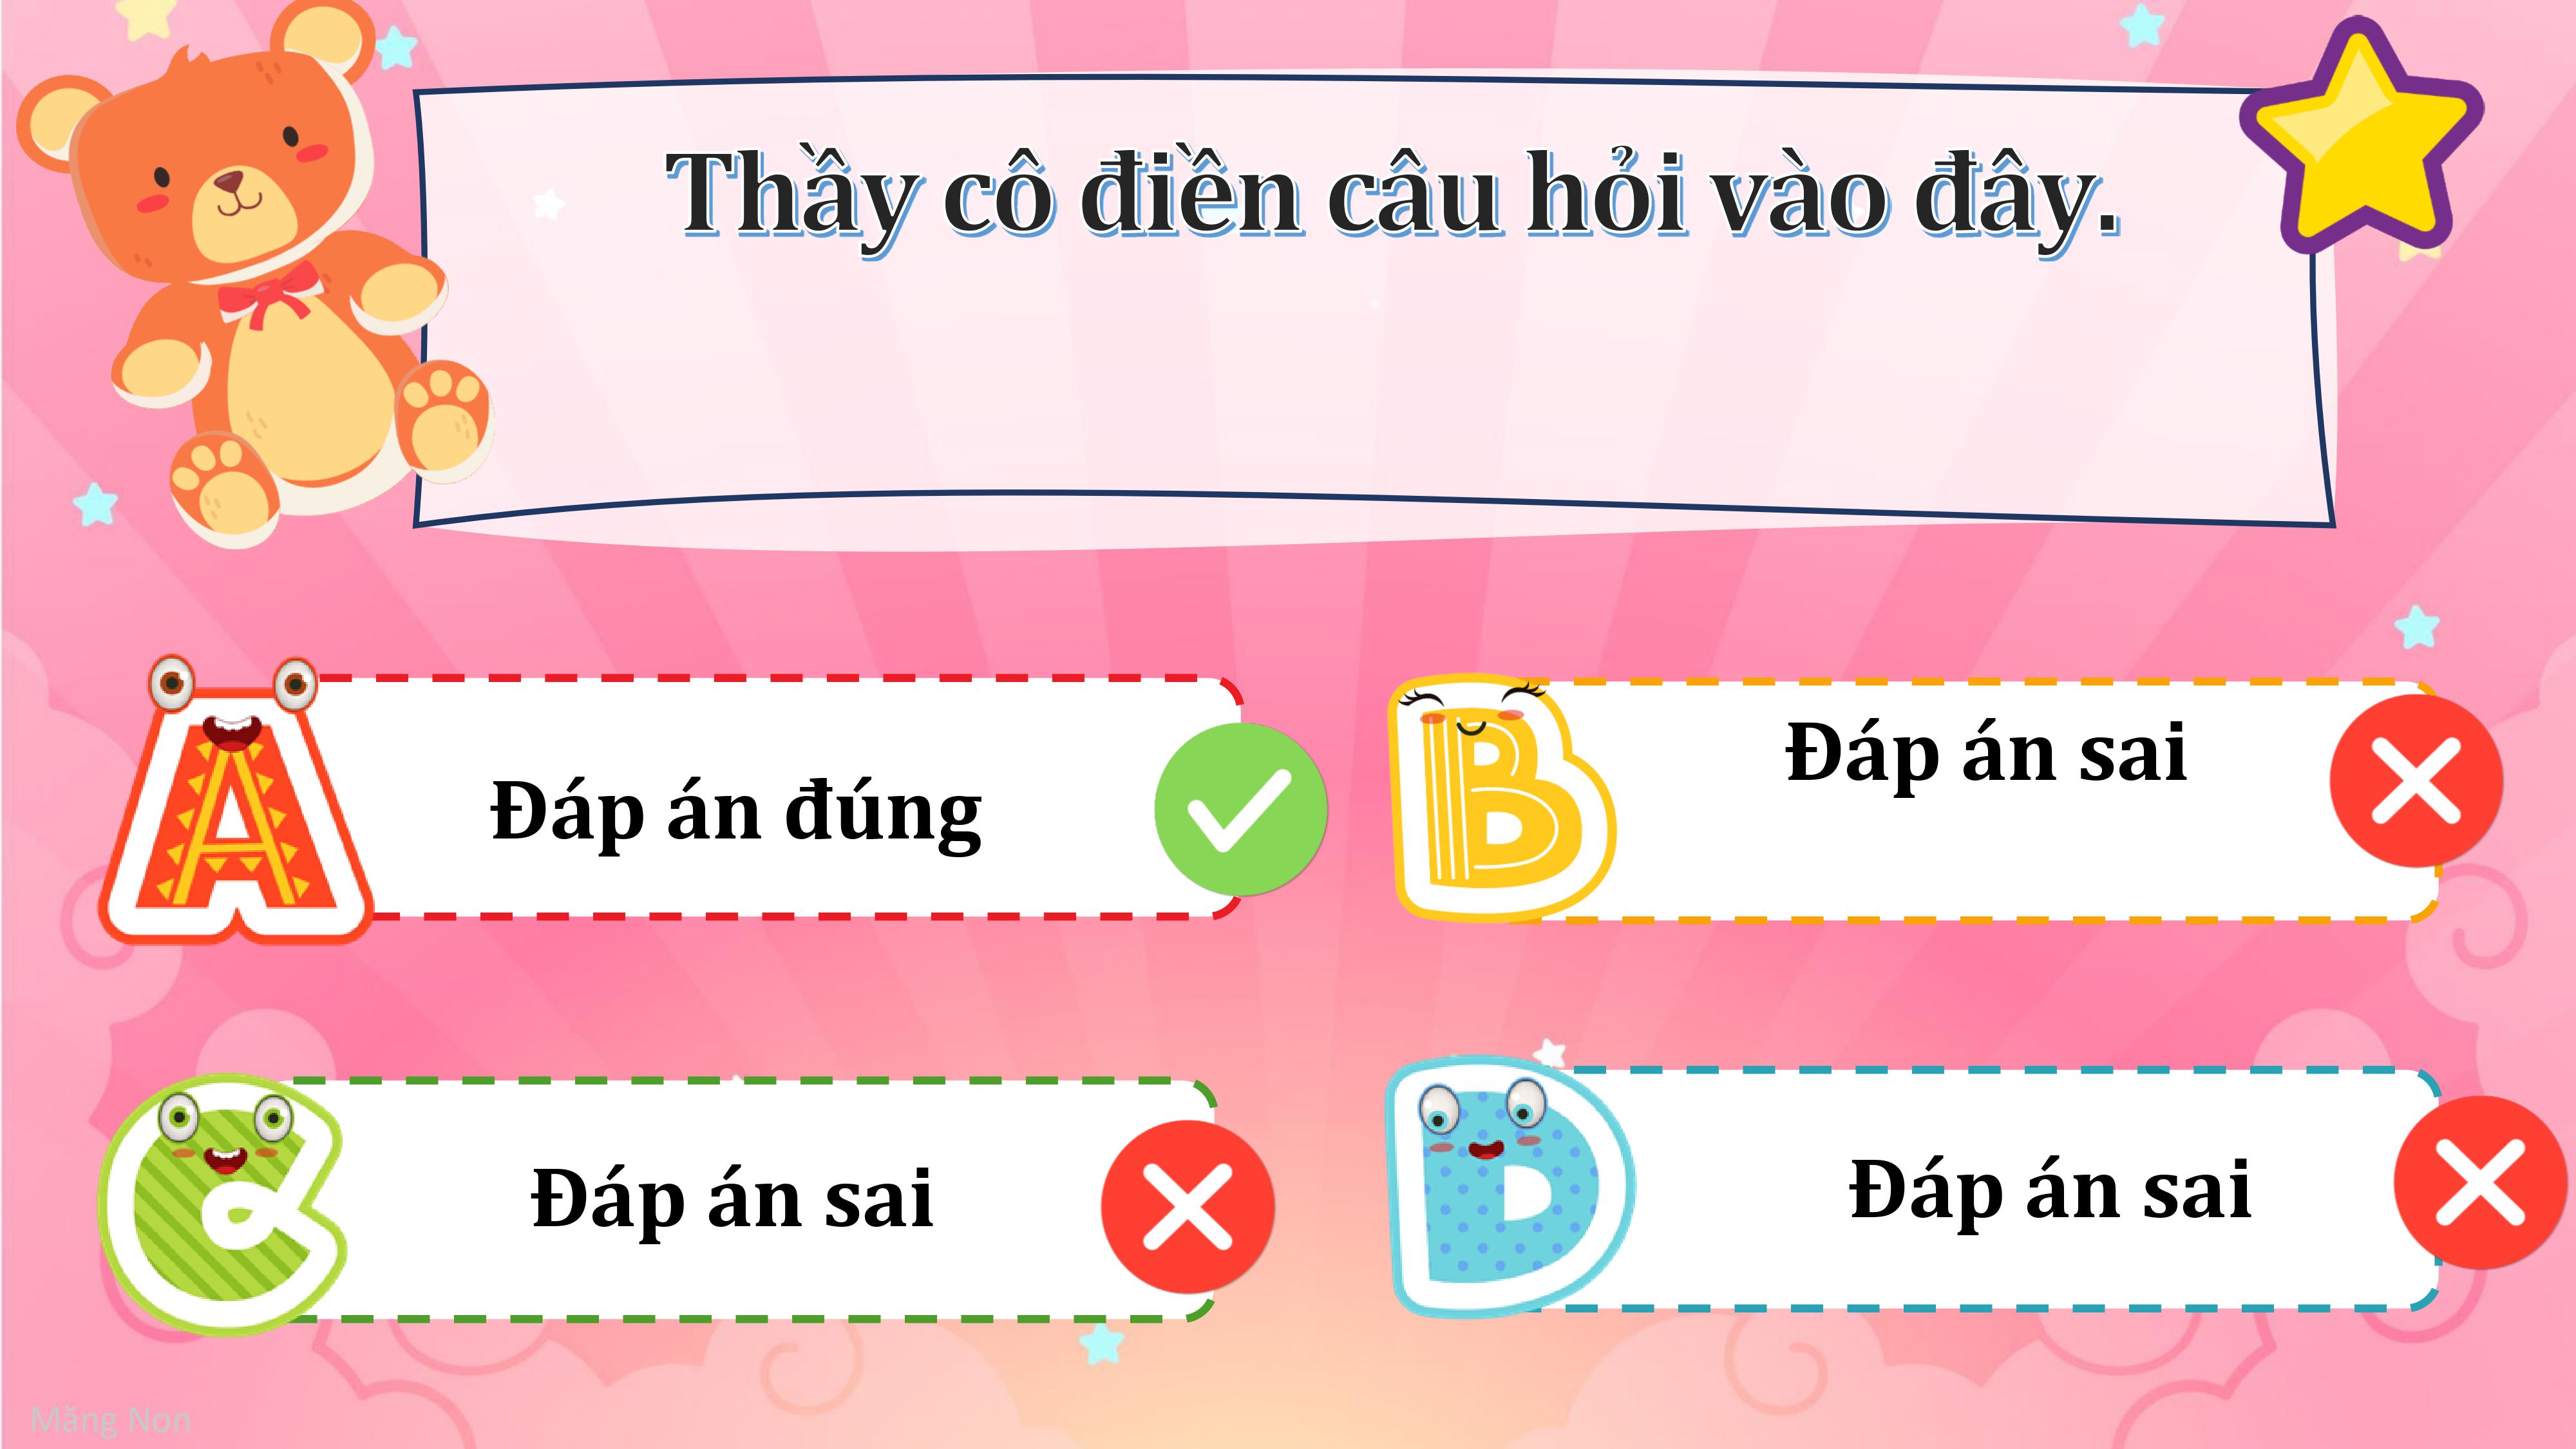 Thầy cô điền câu hỏi vào đây.
A
Đáp án đúng
B
Đáp án sai
C
Đáp án sai
D
Đáp án sai
Măng Non